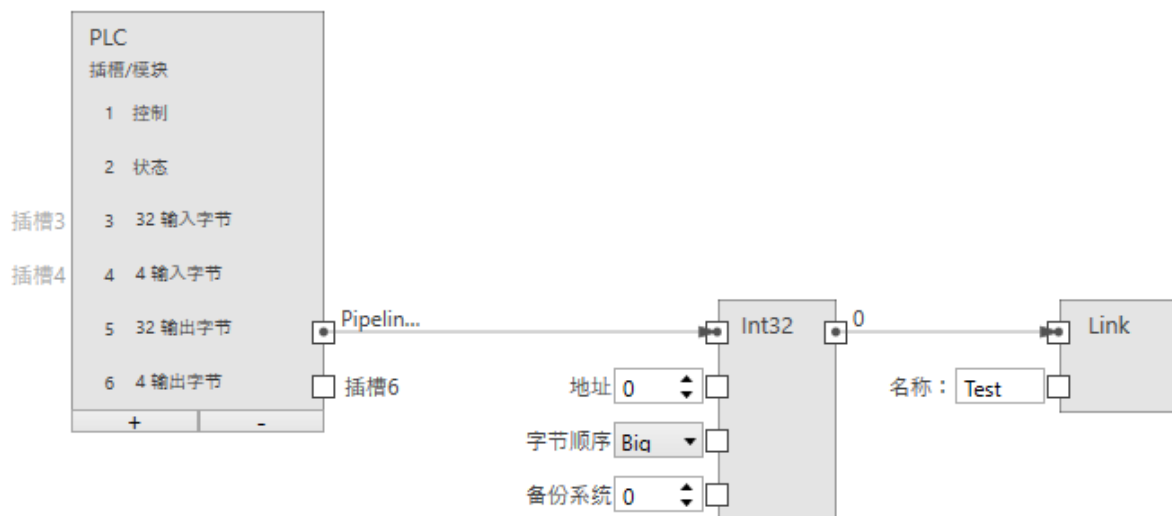 PLC
插槽/模块
1 控制
2 状态
插槽3 3 32 输入字节
插槽4 4 4 输入字节
5 32 输出字节 Pipelin... Int32 0 Link
6 4 输出字节 插槽6 地址 0 名称： Test
+ -
字节顺序 Big
备份系统 0